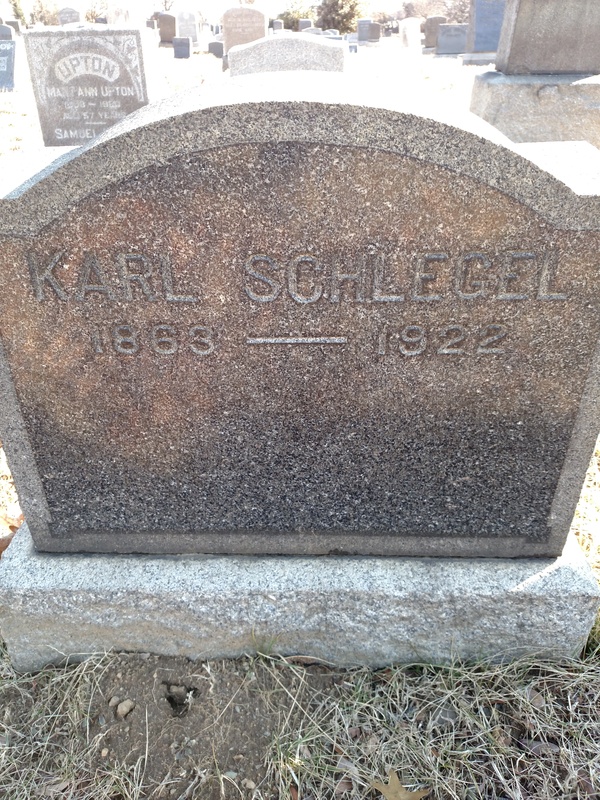 UPTON
MARY ANN UPTON
SAMUEL
KARL SCHLEGEL
1863 — 1922